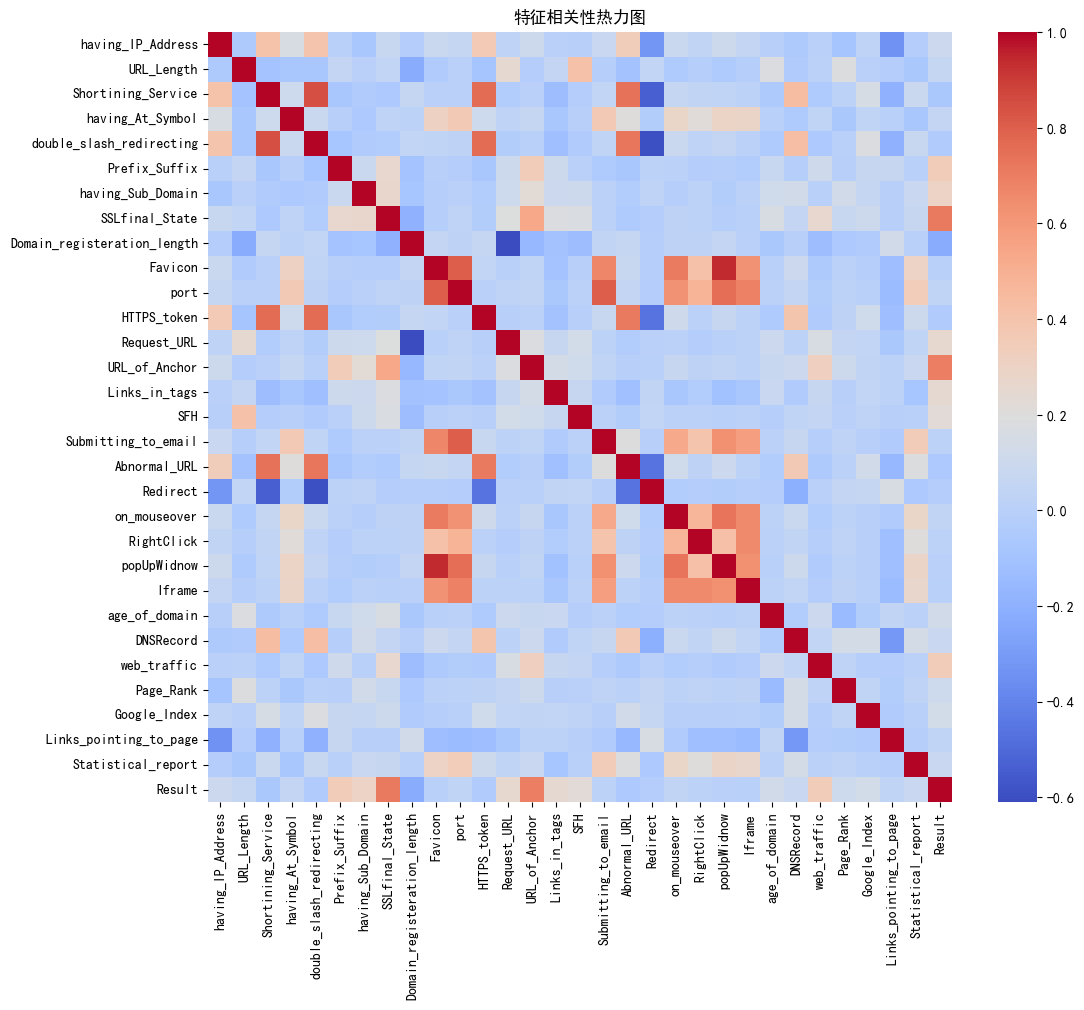 特征相关性热力图
having_IP_Address
URL_Length
Shortining_Service
having_At_Symbol
double_slash_redirecting
Prefix_Suffix
having_Sub_Domain
SSLfinal_State
Domain_registeration_length
Favicon
port
HTTPS_token
Request_URL
URL_of_Anchor
Links_in_tags
SFH
Submitting_to_email
Abnormal_URL
Redirect
on_mouseover
RightClick
popUpWidnow
Iframe
age_of_domain
DNSRecord
web_traffic
Page_Rank
Google_Index
Links_pointing_to_page
Statistical_report
Result
having_IP_Address
URL_Length
Shortining_Service
having_At_Symbol
double_slash_redirecting
Prefix_Suffix
having_Sub_Domain
SSLfinal_State
Domain_registeration_length
Favicon
port
HTTPS_token
Request_URL
URL_of_Anchor
Links_in_tags
SFH
Submitting_to_email
Abnormal_URL
Redirect
on_mouseover
RightClick
popUpWidnow
Iframe
age_of_domain
DNSRecord
web_traffic
Page_Rank
Google_Index
Links_pointing_to_page
Statistical_report
Result
1.0
0.8
0.6
0.4
0.2
0.0
−0.2
−0.4
−0.6